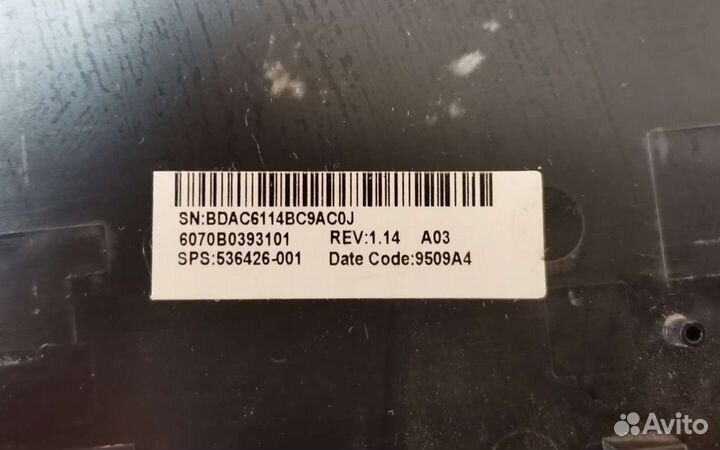 SN:BDAC6114BC9AC0J
6070B0393101 REV:1.14 A03
SPS:536426-001 Date Code:9509A4
Avito